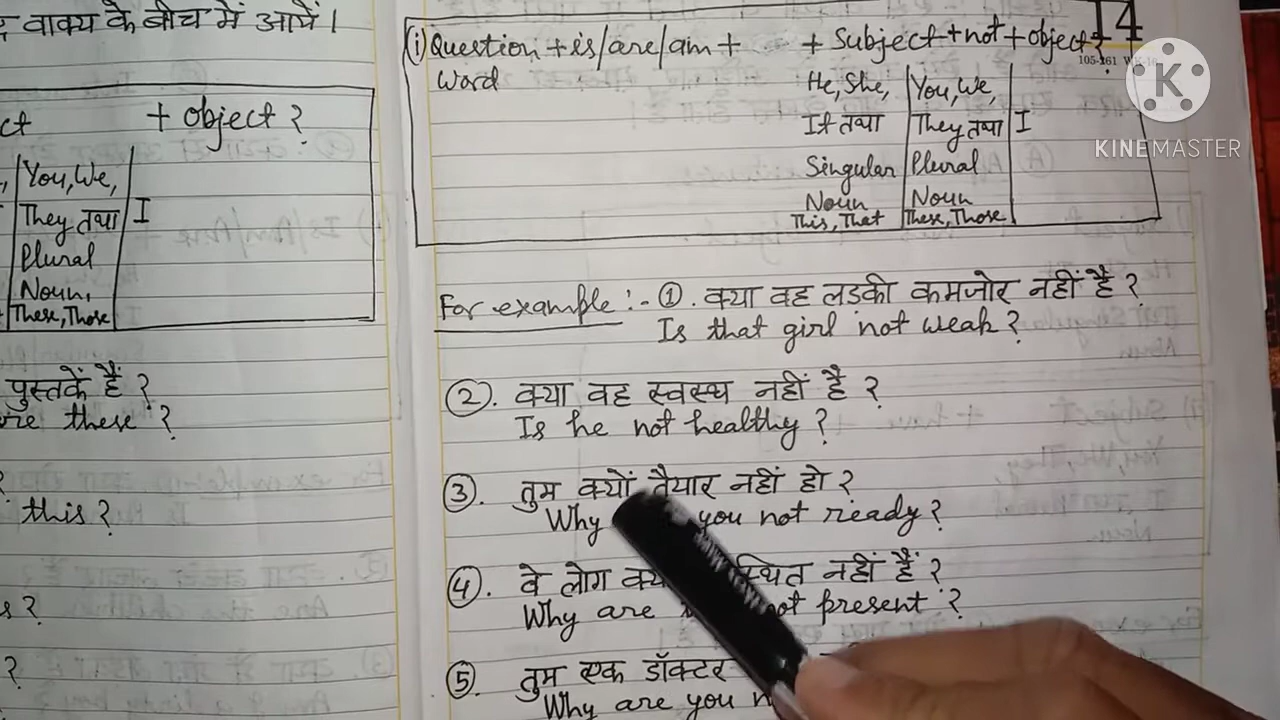 वाक्य के बीच में आयें।
+ object ?
You, We,
They तथा
I
Plural
Noun,
These, Those
पुस्तकें हैं ?
are these ?
this ?
?
14
105-261
(i) Question + is/are/am + + Subject + not + object ?
Word
He, She, You, We,
It तथा They तथा I
Singular Plural
Noun Noun
This, That These, Those
KINEMASTER
For example :- ①. क्या वह लड़की कमजोर नहीं है ?
Is that girl not weak ?
②. क्या वह स्वस्थ नहीं है ?
Is he not healthy ?
③. तुम क्यों तैयार नहीं हो ?
Why you not ready ?
④. वे लोग नहीं हैं ?
Why are not present ?
⑤. तुम एक डॉक्टर
Why are you